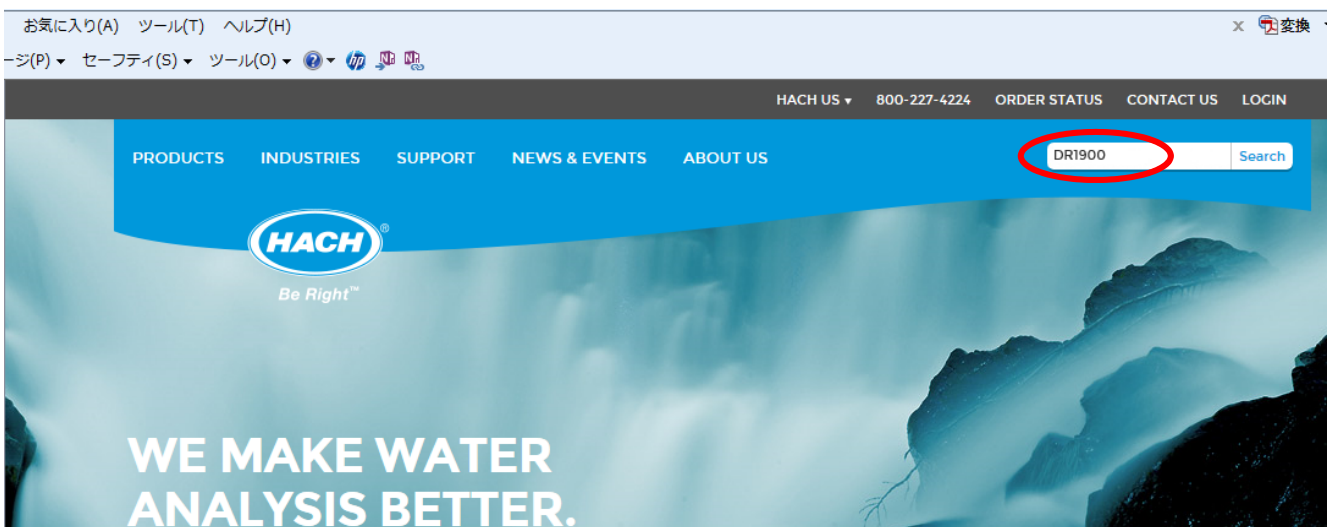 お気に入り(A) ツール(T) ヘルプ(H)
x 変換
ージ(P) セーフティ(S) ツール(O)
HACH US 800-227-4224 ORDER STATUS CONTACT US LOGIN
PRODUCTS INDUSTRIES SUPPORT NEWS & EVENTS ABOUT US DR1900 Search
HACH®
Be Right™
WE MAKE WATER
ANALYSIS BETTER.